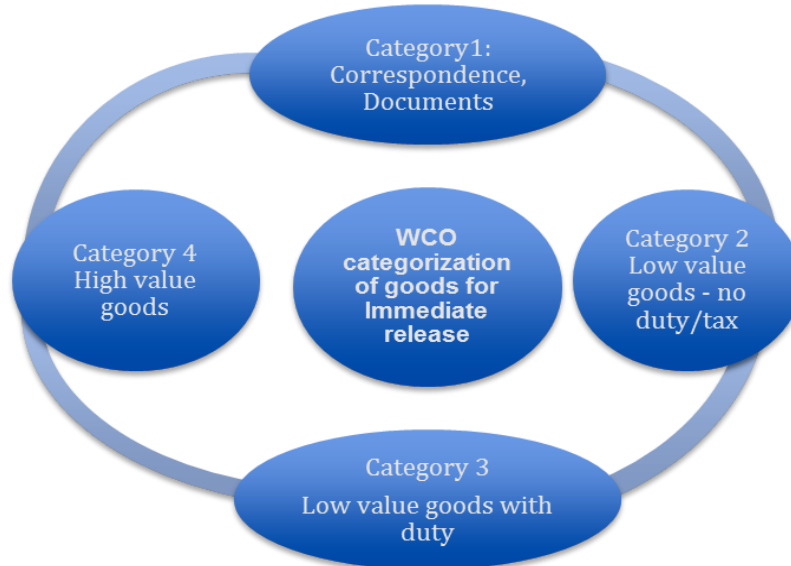 Category1:
Correspondence,
Documents
Category 4
High value
goods
WCO
categorization
of goods for
Immediate
release
Category 2
Low value
goods - no
duty/tax
Category 3
Low value goods with
duty